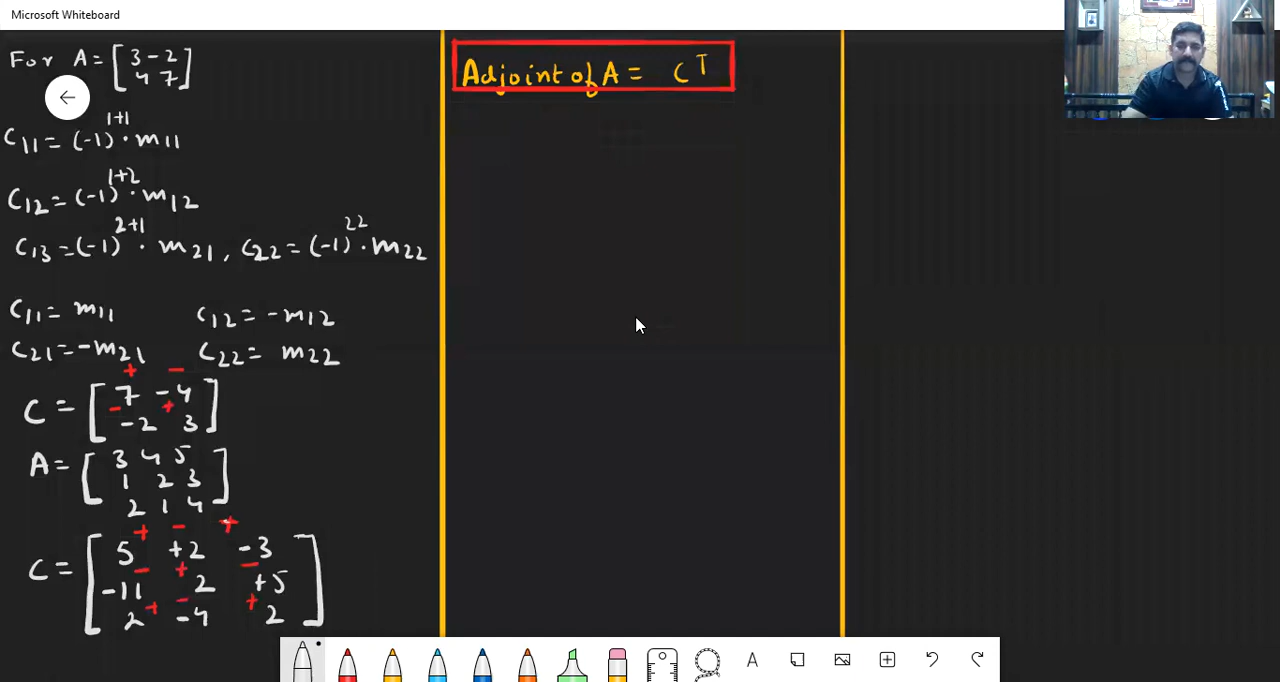 Microsoft Whiteboard
For A = [ 3 -2
4 7 ]
C11 = (-1)^1+1 · m11
C12 = (-1)^1+2 · m12
C13 = (-1)^2+1 · m21, C22 = (-1)^22 · m22
C11 = m11 C12 = -m12
C21 = -m21 C22 = m22
+ -
C = [ 7 -4
- +
-2 3 ]
A = [ 3 4 5
1 2 3
2 1 4 ]
+ - +
C = [ 5 +2 -3
- + -
-11 2 +5
+ - +
2 -4 2 ]
Adjoint of A = C^T
A